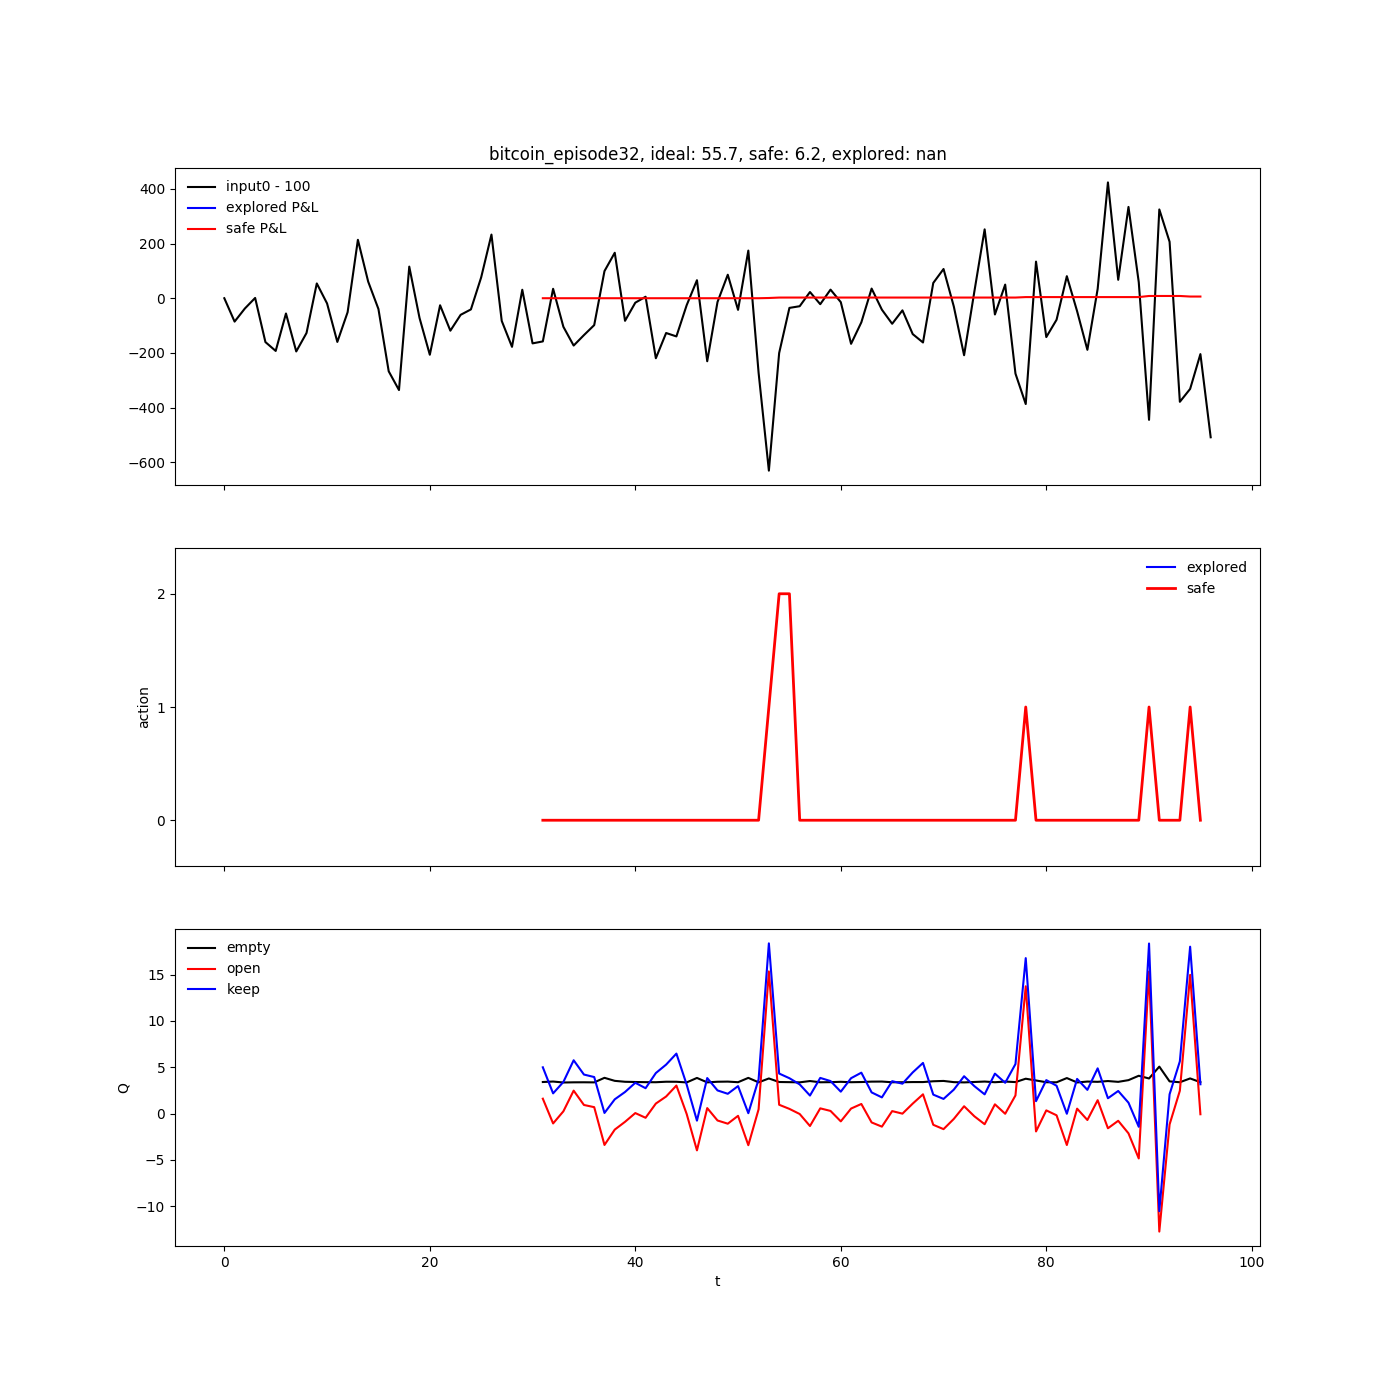 bitcoin_episode32, ideal: 55.7, safe: 6.2, explored: nan
input0 - 100
explored P&L
safe P&L
400
200
0
−200
−400
−600
explored
safe
action
2
1
0
empty
open
keep
Q
15
10
5
0
−5
−10
0 20 40 60 80 100
t